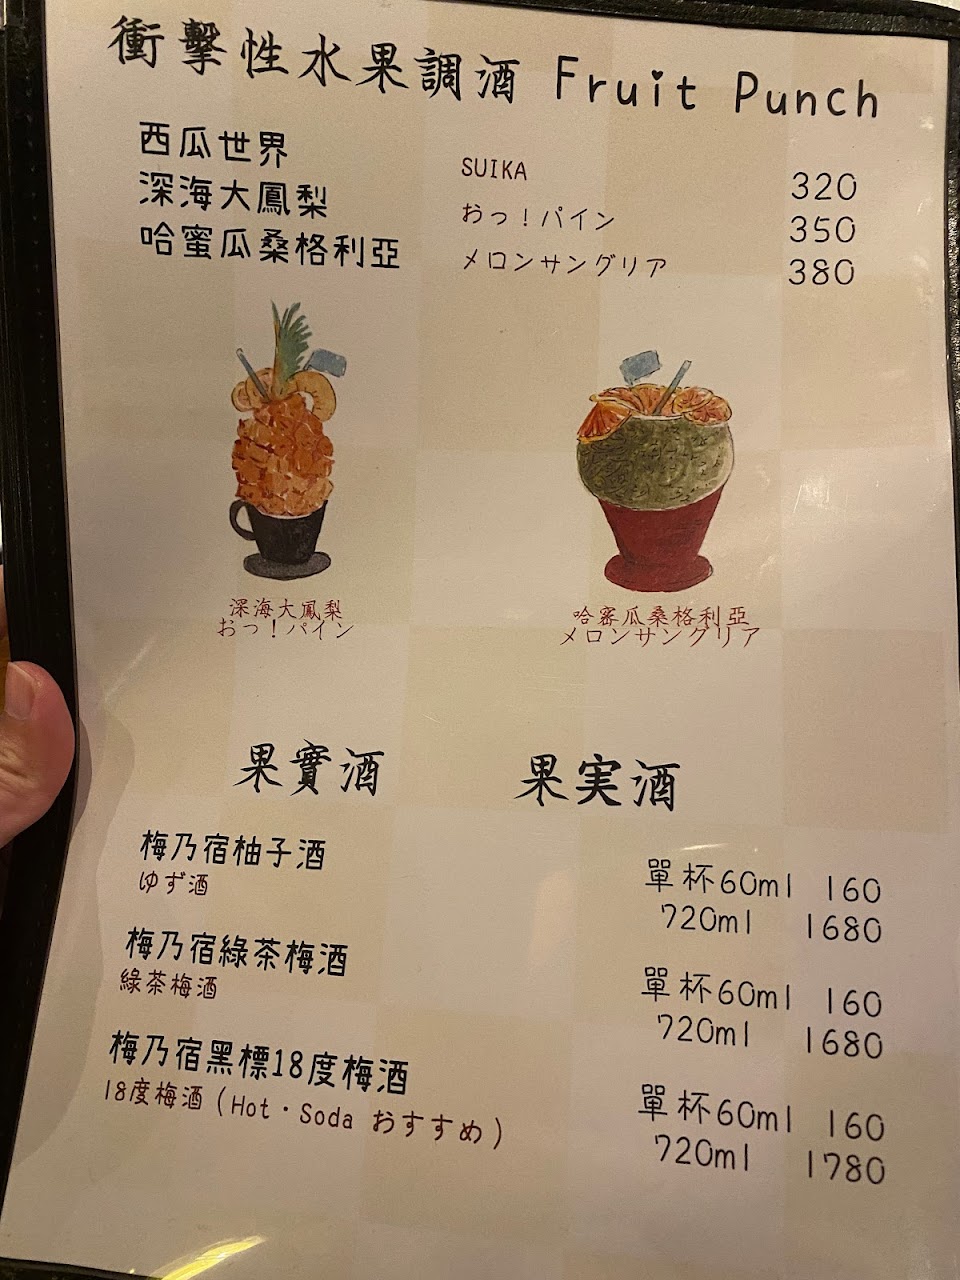 衝擊性水果調酒 Fruit Punch
西瓜世界 SUIKA 320
深海大鳳梨 おっ！パイン 350
哈蜜瓜桑格利亞 メロンサングリア 380
深海大鳳梨
おっ！パイン
哈蜜瓜桑格利亞
メロンサングリア
果實酒 果実酒
梅乃宿柚子酒
ゆず酒
單杯60ml 160
720ml 1680
梅乃宿綠茶梅酒
綠茶梅酒
單杯60ml 160
720ml 1680
梅乃宿黑標18度梅酒
18度梅酒（Hot・Soda おすすめ）
單杯60ml 160
720ml 1780